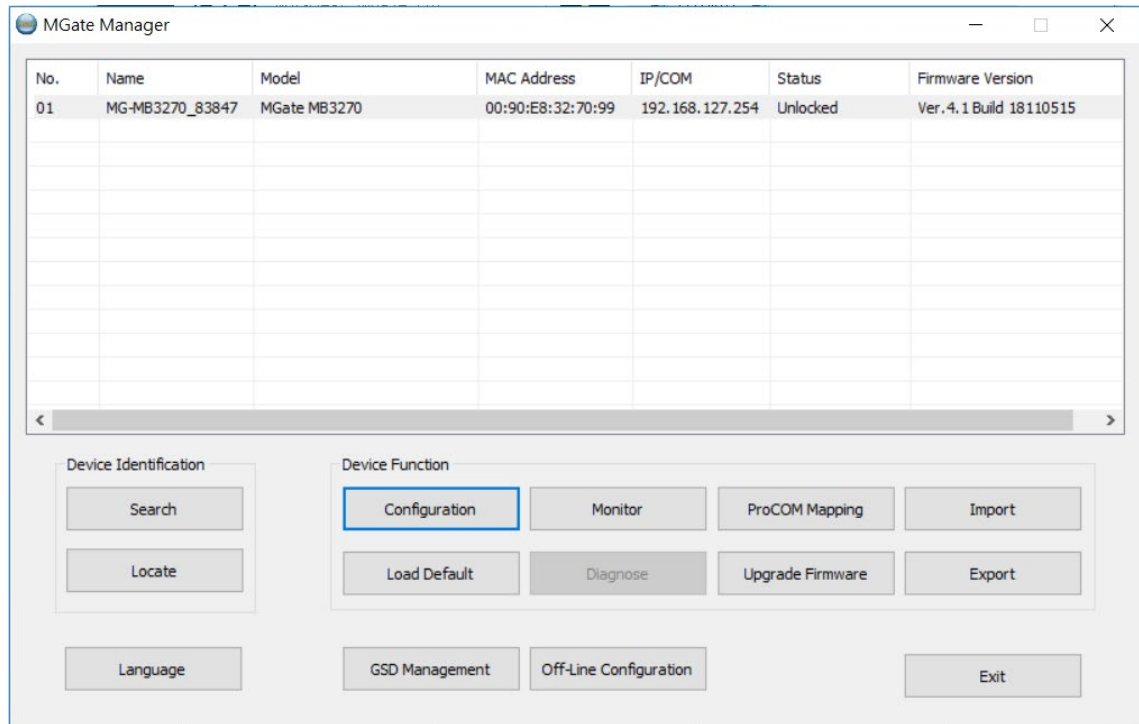 MGate Manager
No. Name Model MAC Address IP/COM Status Firmware Version
01 MG-MB3270_83847 MGate MB3270 00:90:E8:32:70:99 192.168.127.254 Unlocked Ver.4.1 Build 18110515
Device Identification Device Function
Search Configuration Monitor ProCOM Mapping Import
Locate Load Default Diagnose Upgrade Firmware Export
Language GSD Management Off-Line Configuration Exit